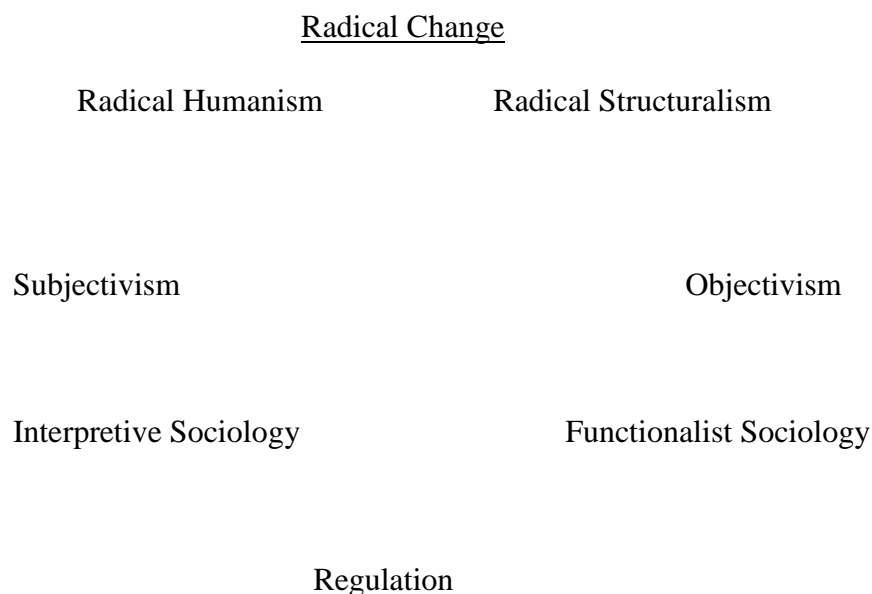 Radical Change
Radical Humanism Radical Structuralism
Subjectivism Objectivism
Interpretive Sociology Functionalist Sociology
Regulation